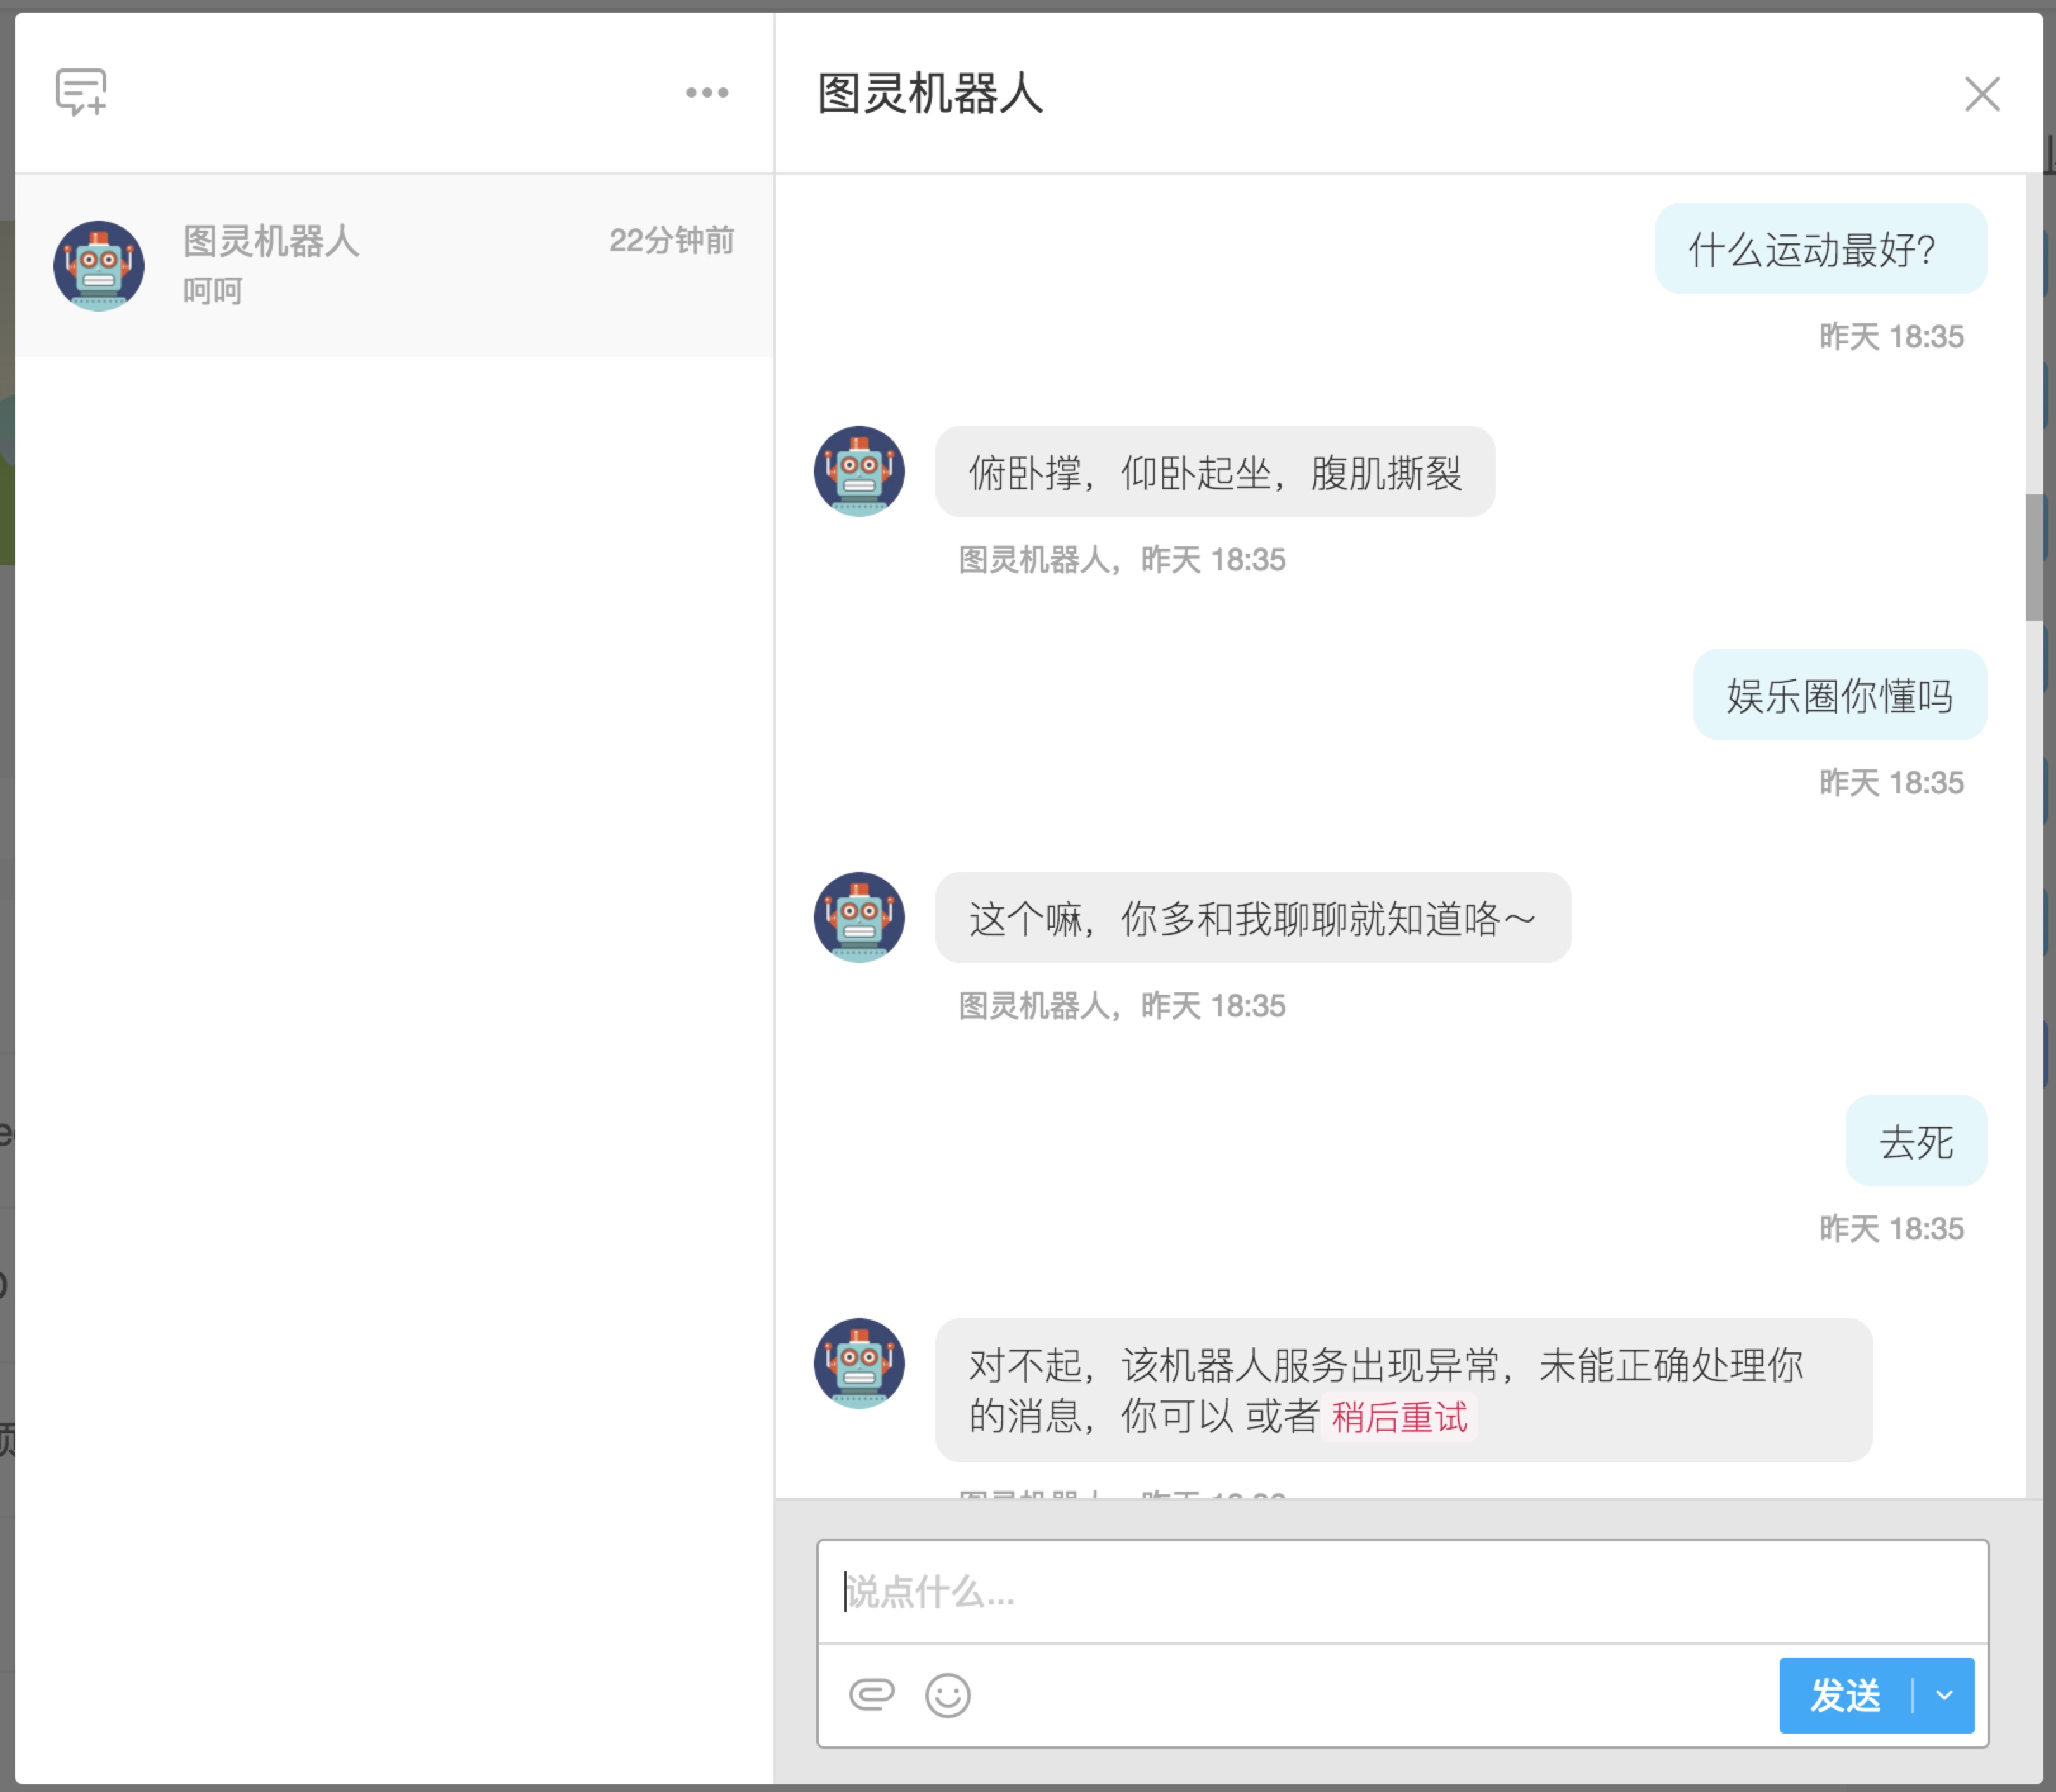 图灵机器人
图灵机器人 22分钟前
呵呵
什么运动最好?
昨天 18:35
俯卧撑，仰卧起坐，腹肌撕裂
图灵机器人，昨天 18:35
娱乐圈你懂吗
昨天 18:35
这个嘛，你多和我聊聊就知道咯～
图灵机器人，昨天 18:35
去死
昨天 18:35
对不起，该机器人服务出现异常，未能正确处理你
的消息，你可以 或者 稍后重试
说点什么...
发送